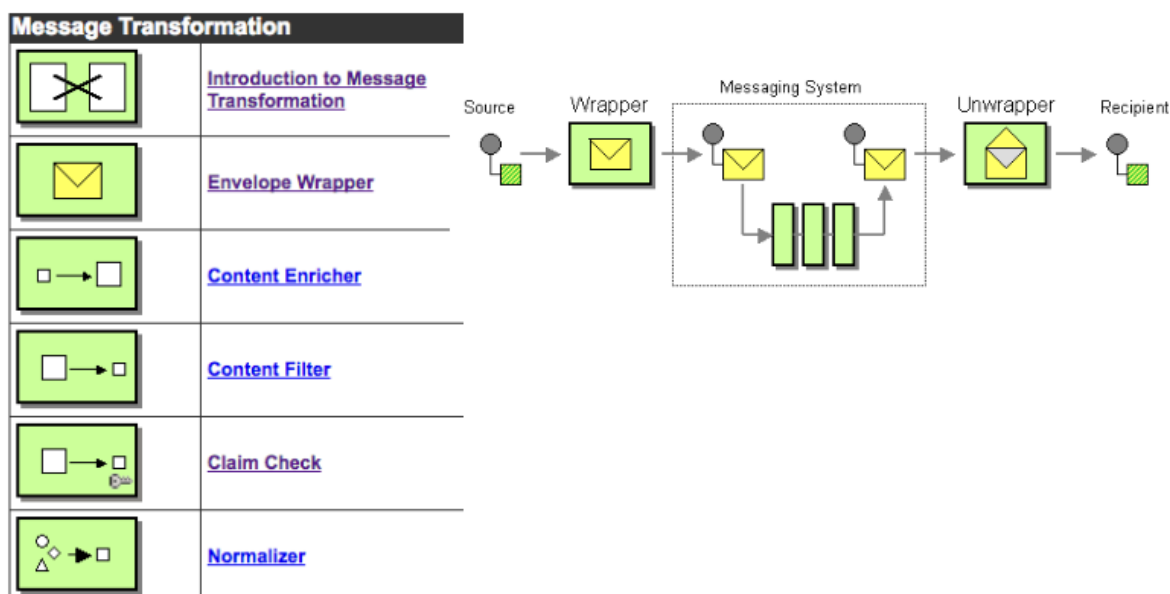 Message Transformation
Introduction to Message
Transformation
Envelope Wrapper
Content Enricher
Content Filter
Claim Check
Normalizer
Messaging System
Source
Wrapper
Unwrapper
Recipient